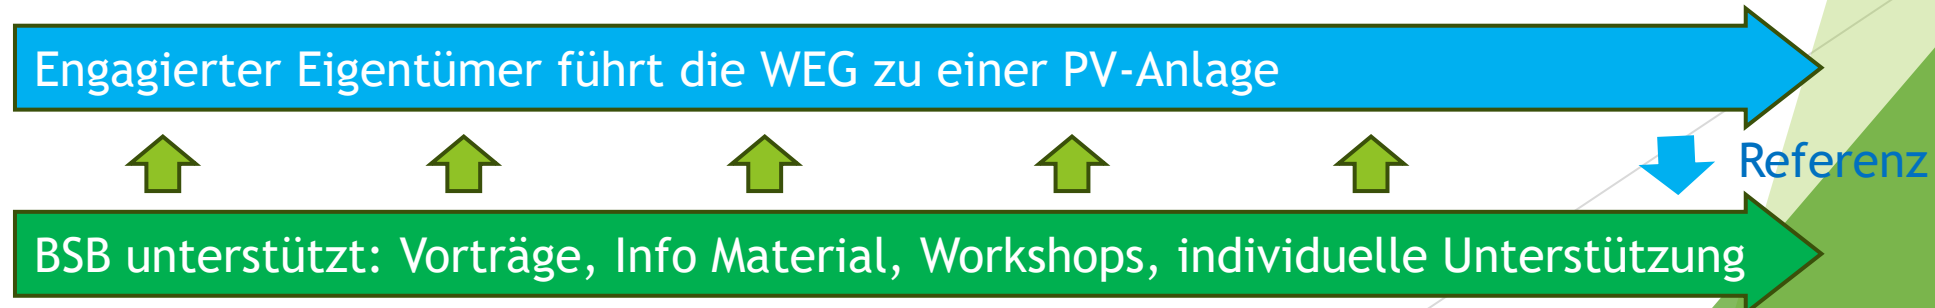 Engagierter Eigentümer führt die WEG zu einer PV-Anlage
Referenz
BSB unterstützt: Vorträge, Info Material, Workshops, individuelle Unterstützung